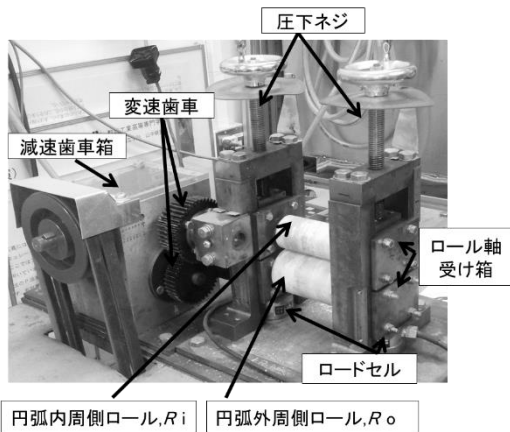 圧下ネジ
変速歯車
減速歯車箱
ロール軸
受け箱
ロードセル
円弧内周側ロール,Ri
円弧外周側ロール,Ro